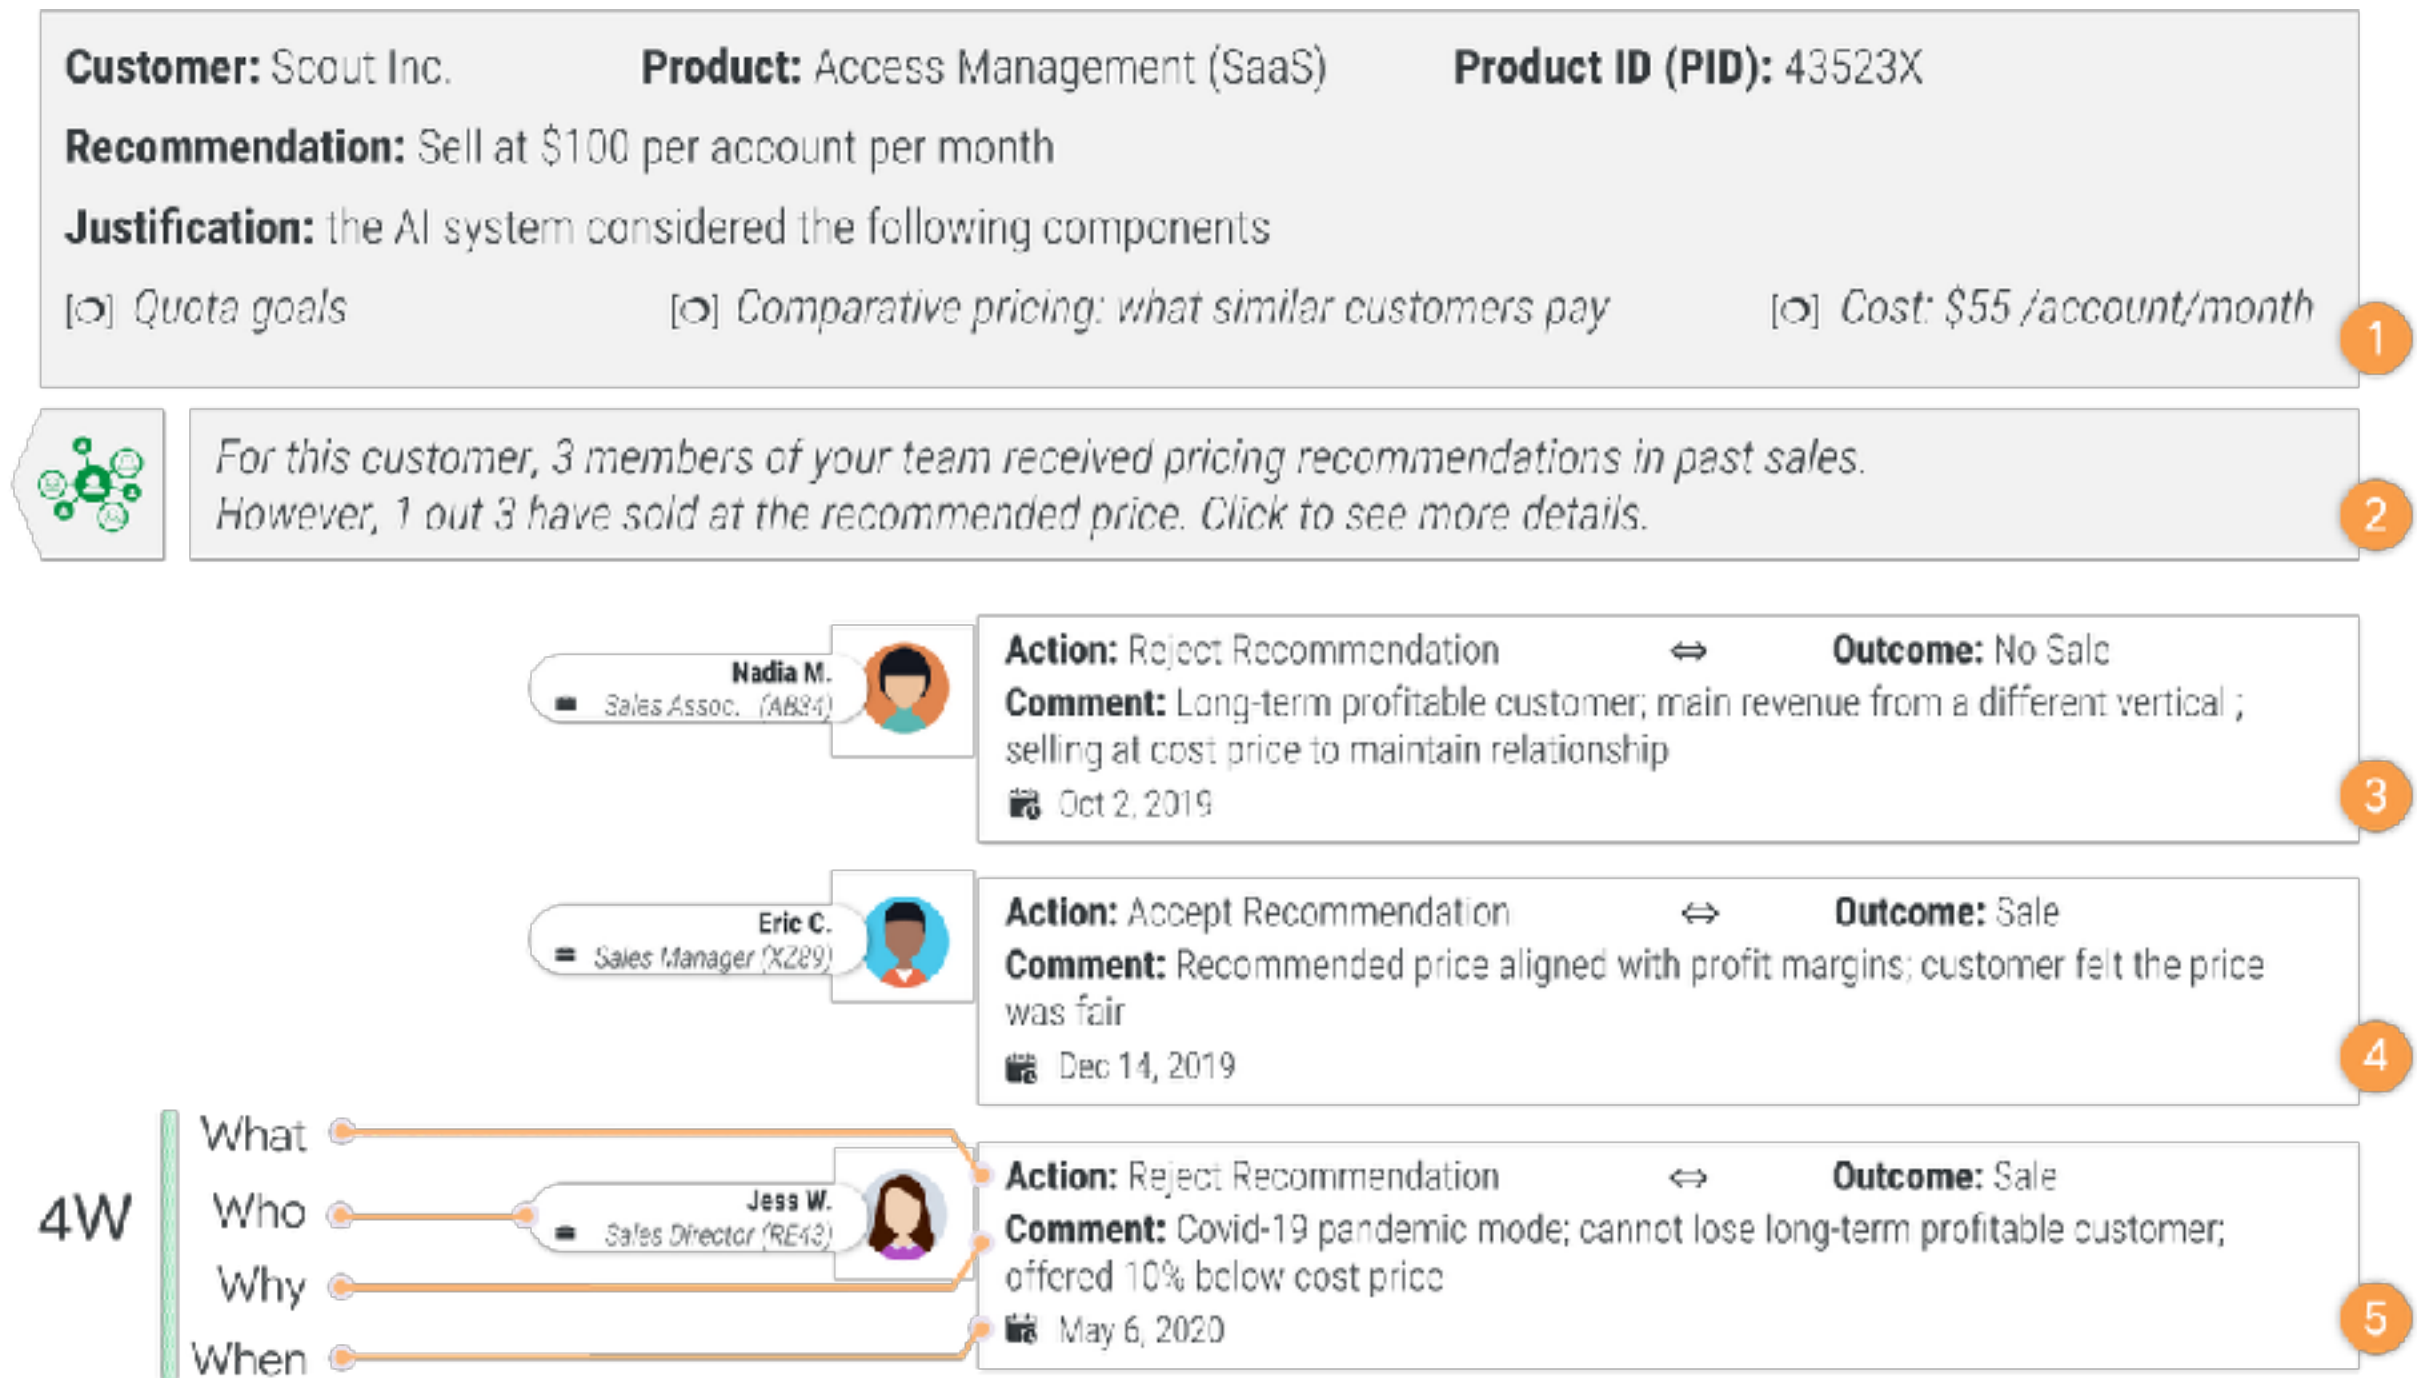 Customer: Scout Inc. Product: Access Management (SaaS) Product ID (PID): 43523X
Recommendation: Sell at $100 per account per month
Justification: the AI system considered the following components
Quota goals Comparative pricing: what similar customers pay Cost: $55 /account/month
1
For this customer, 3 members of your team received pricing recommendations in past sales.
However, 1 out 3 have sold at the recommended price. Click to see more details.
2
Nadia M.
Sales Assoc. (AB34)
Action: Reject Recommendation ⇔ Outcome: No Sale
Comment: Long-term profitable customer; main revenue from a different vertical ;
selling at cost price to maintain relationship
Oct 2, 2019
3
Eric C.
Sales Manager (XZ89)
Action: Accept Recommendation ⇔ Outcome: Sale
Comment: Recommended price aligned with profit margins; customer felt the price
was fair
Dec 14, 2019
4
4W
What
Who
Why
When
Jess W.
Sales Director (RE43)
Action: Reject Recommendation ⇔ Outcome: Sale
Comment: Covid-19 pandemic mode; cannot lose long-term profitable customer;
offered 10% below cost price
May 6, 2020
5